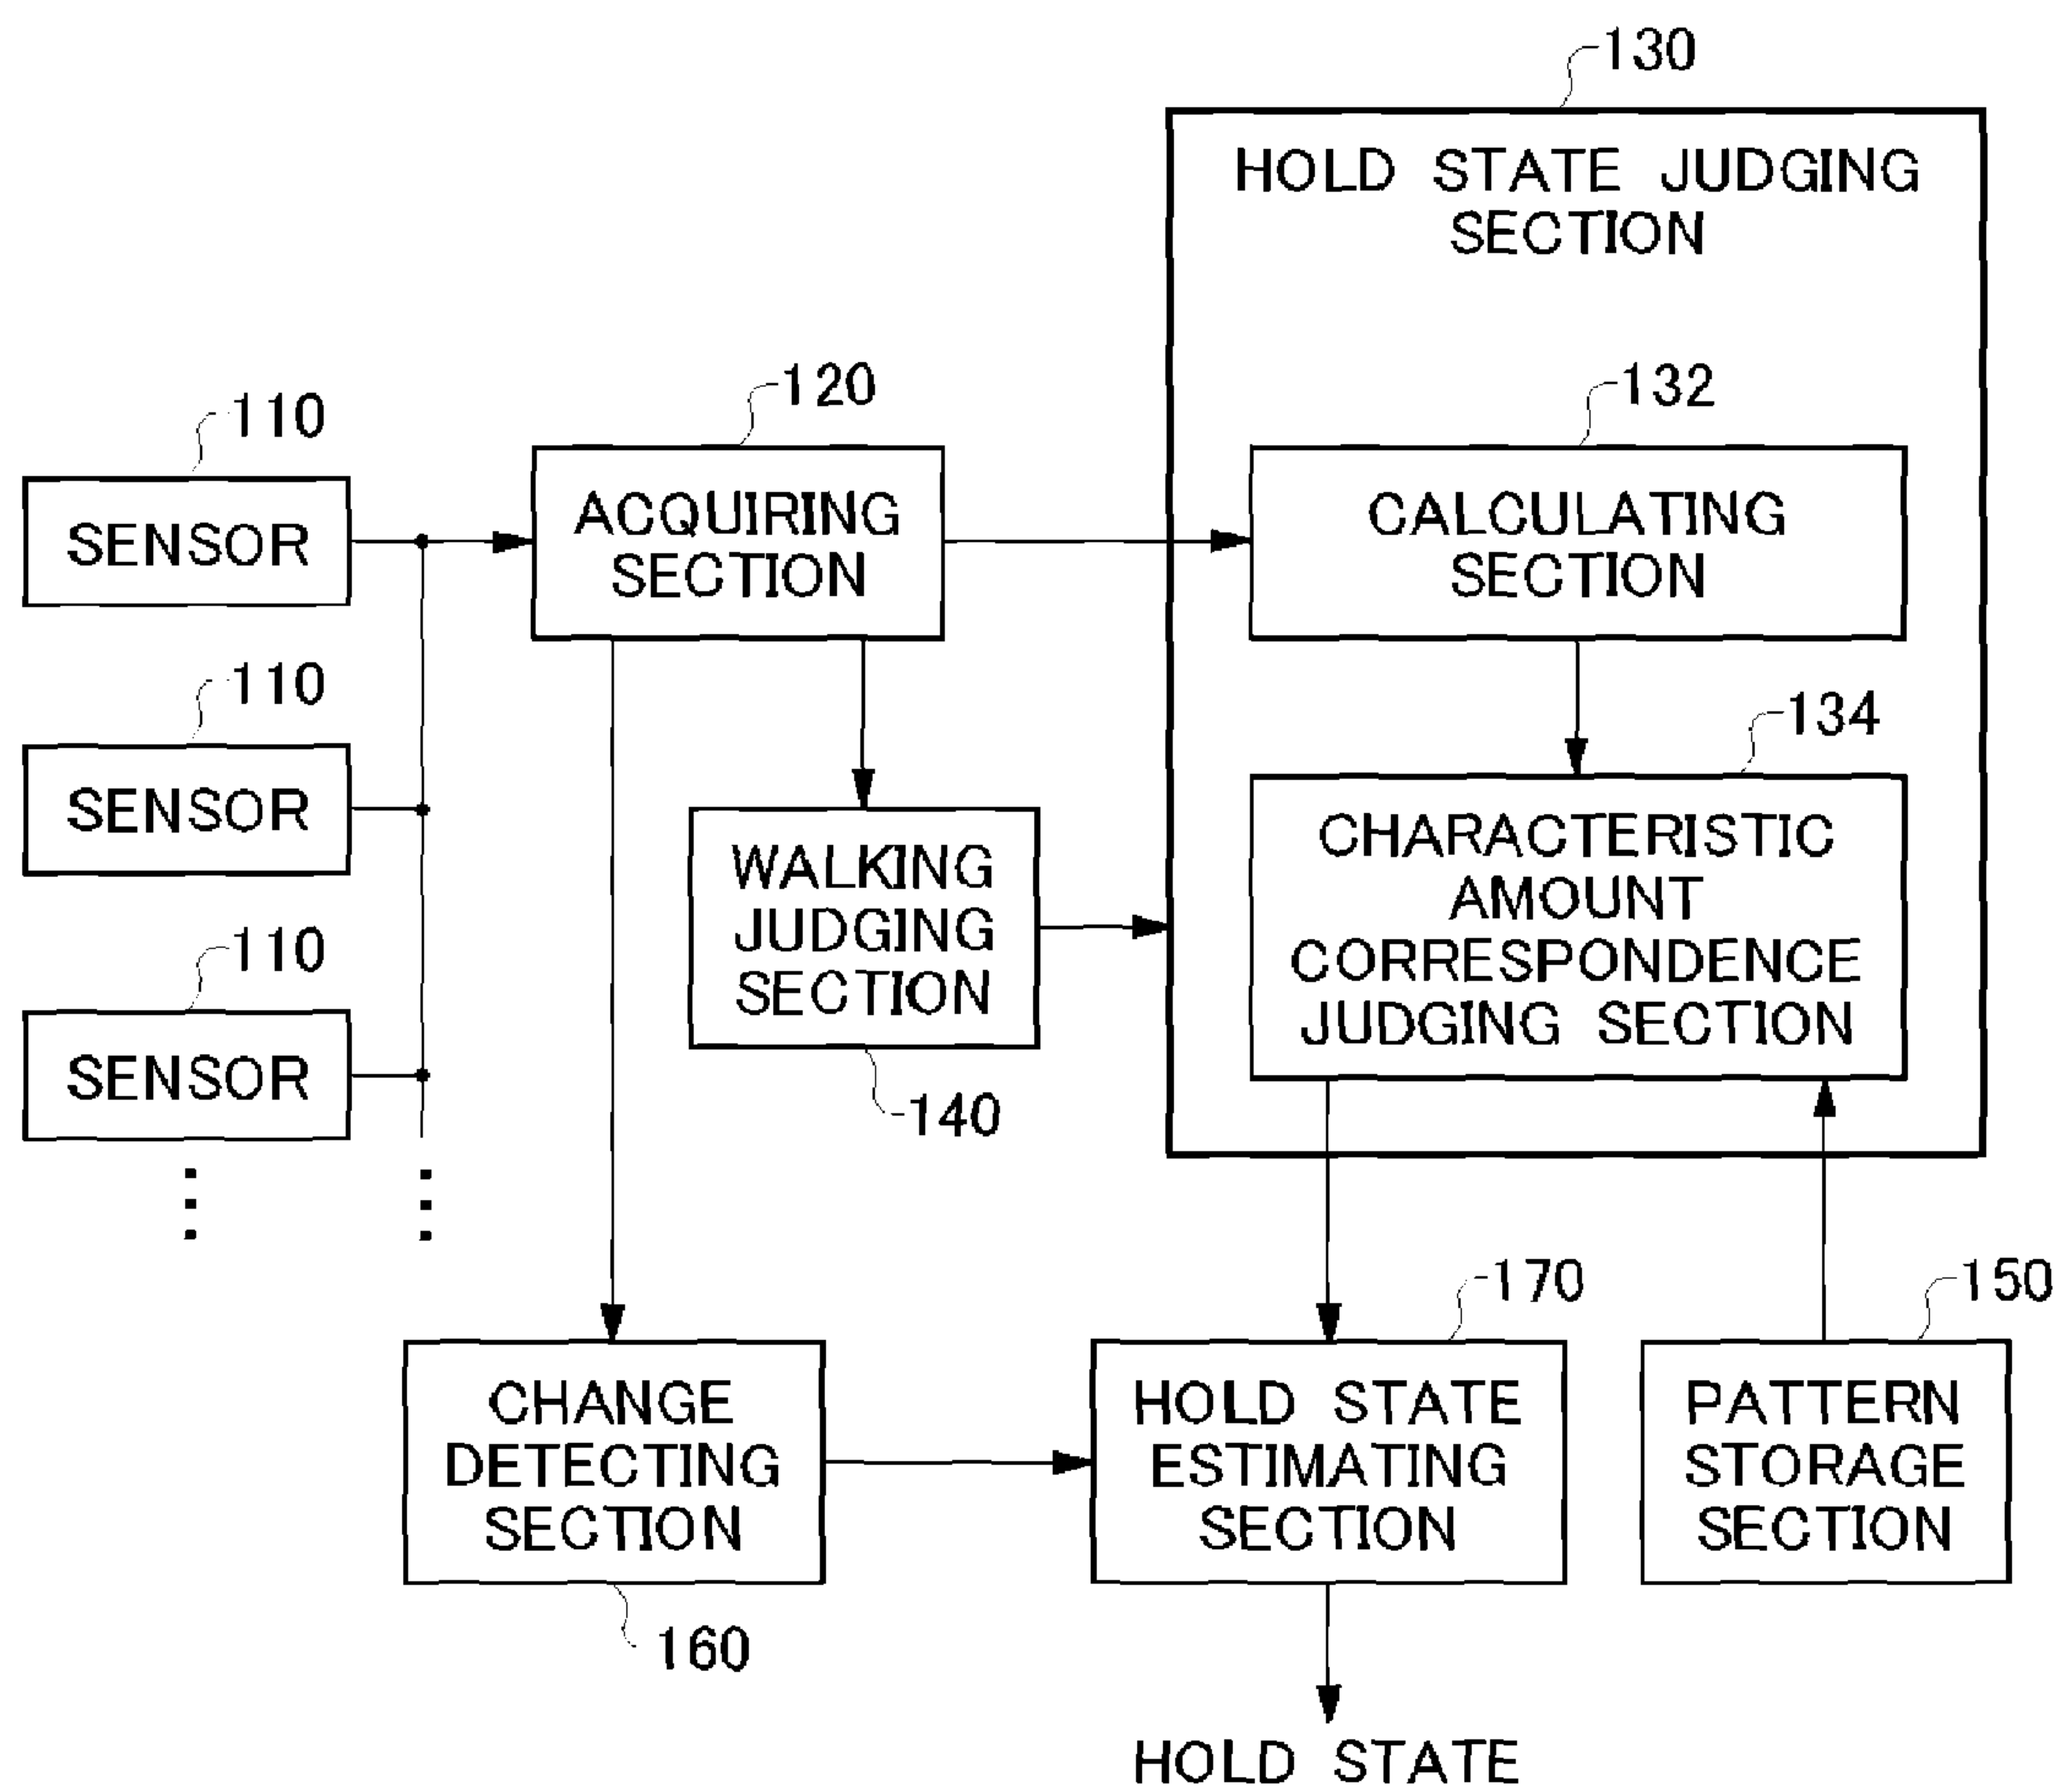 130
HOLD STATE JUDGING
SECTION
120
132
110
SENSOR
ACQUIRING
SECTION
CALCULATING
SECTION
110
SENSOR
134
WALKING
JUDGING
SECTION
140
CHARACTERISTIC
AMOUNT
CORRESPONDENCE
JUDGING SECTION
110
SENSOR
170
150
CHANGE
DETECTING
SECTION
160
HOLD STATE
ESTIMATING
SECTION
PATTERN
STORAGE
SECTION
HOLD STATE